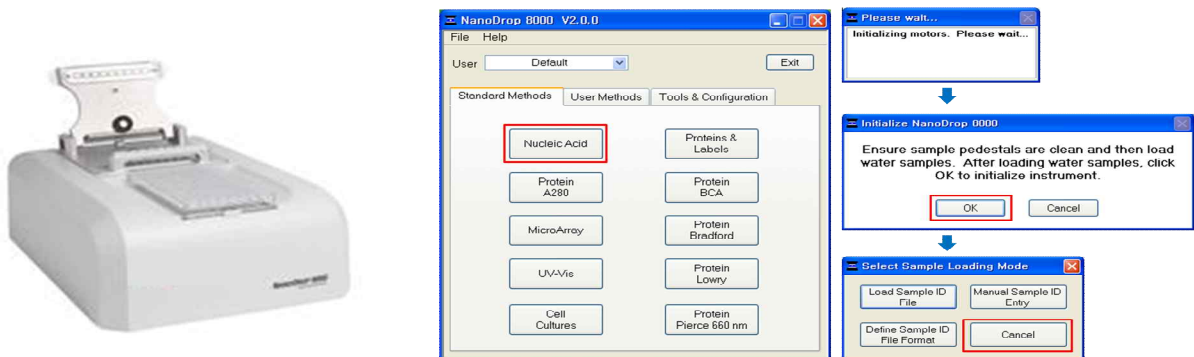 NanoDrop 8000
NanoDrop 8000 V2.0.0
File Help
User Default Exit
Standard Methods User Methods Tools & Configuration
Nucleic Acid
Proteins &
Labels
Protein
A280
Protein
BCA
MicroArray
Protein
Bradford
UV-Vis
Protein
Lowry
Cell
Cultures
Protein
Pierce 660 nm
Please wait...
Initializing motors. Please wait...
Initialize NanoDrop 8000
Ensure sample pedestals are clean and then load
water samples. After loading water samples, click
OK to initialize instrument.
OK Cancel
Select Sample Loading Mode
Load Sample ID
File
Manual Sample ID
Entry
Define Sample ID
File Format
Cancel